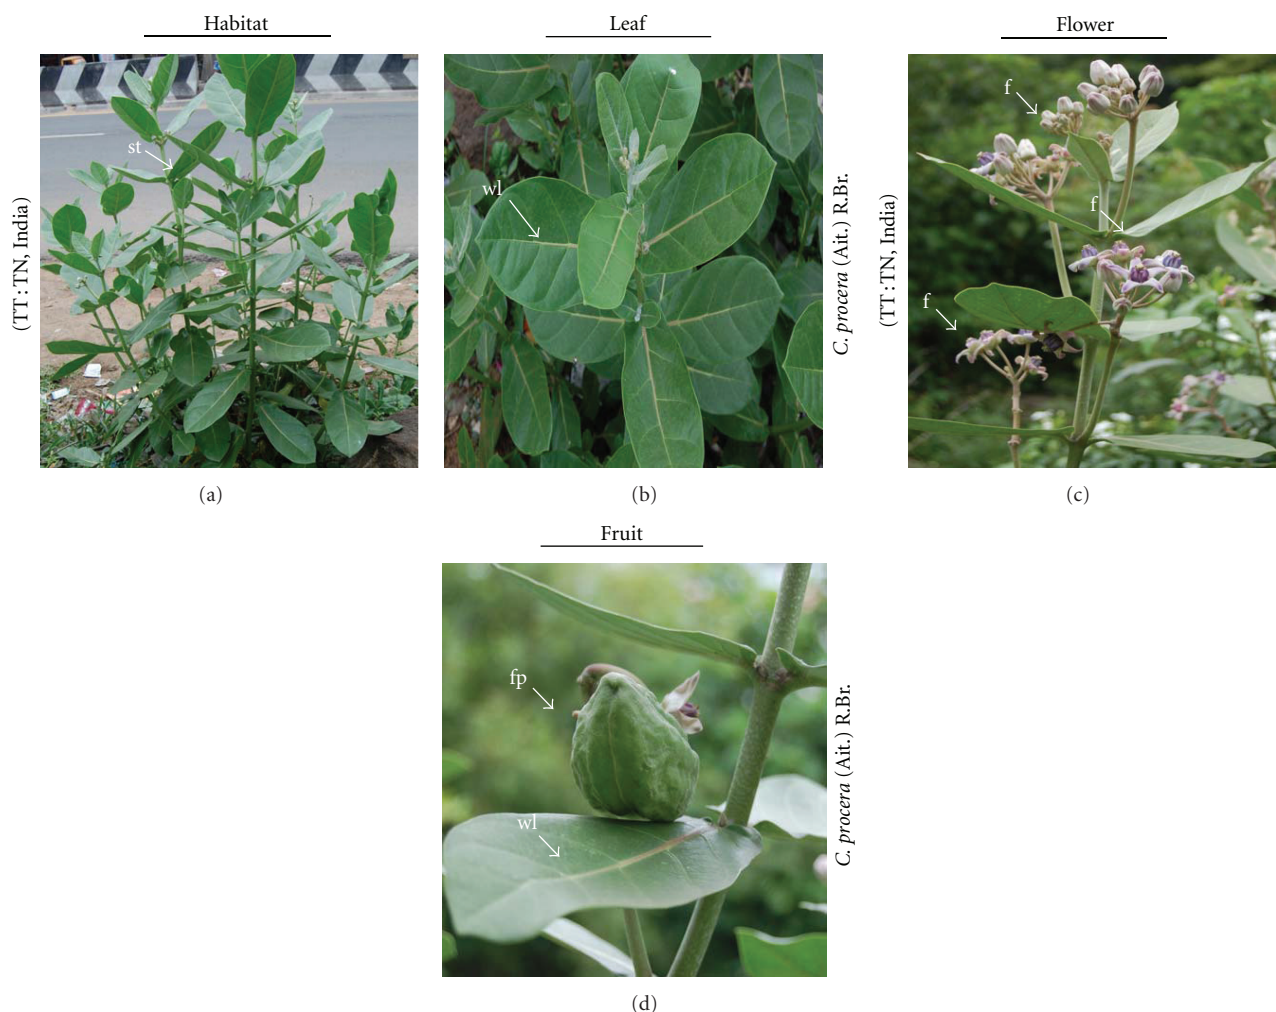 Habitat
Leaf
Flower
st
wl
f
f
f
(TT : TN, India)
C. procera (Ait.) R.Br.
(TT : TN, India)
(a)
(b)
(c)
Fruit
fp
wl
C. procera (Ait.) R.Br.
(d)